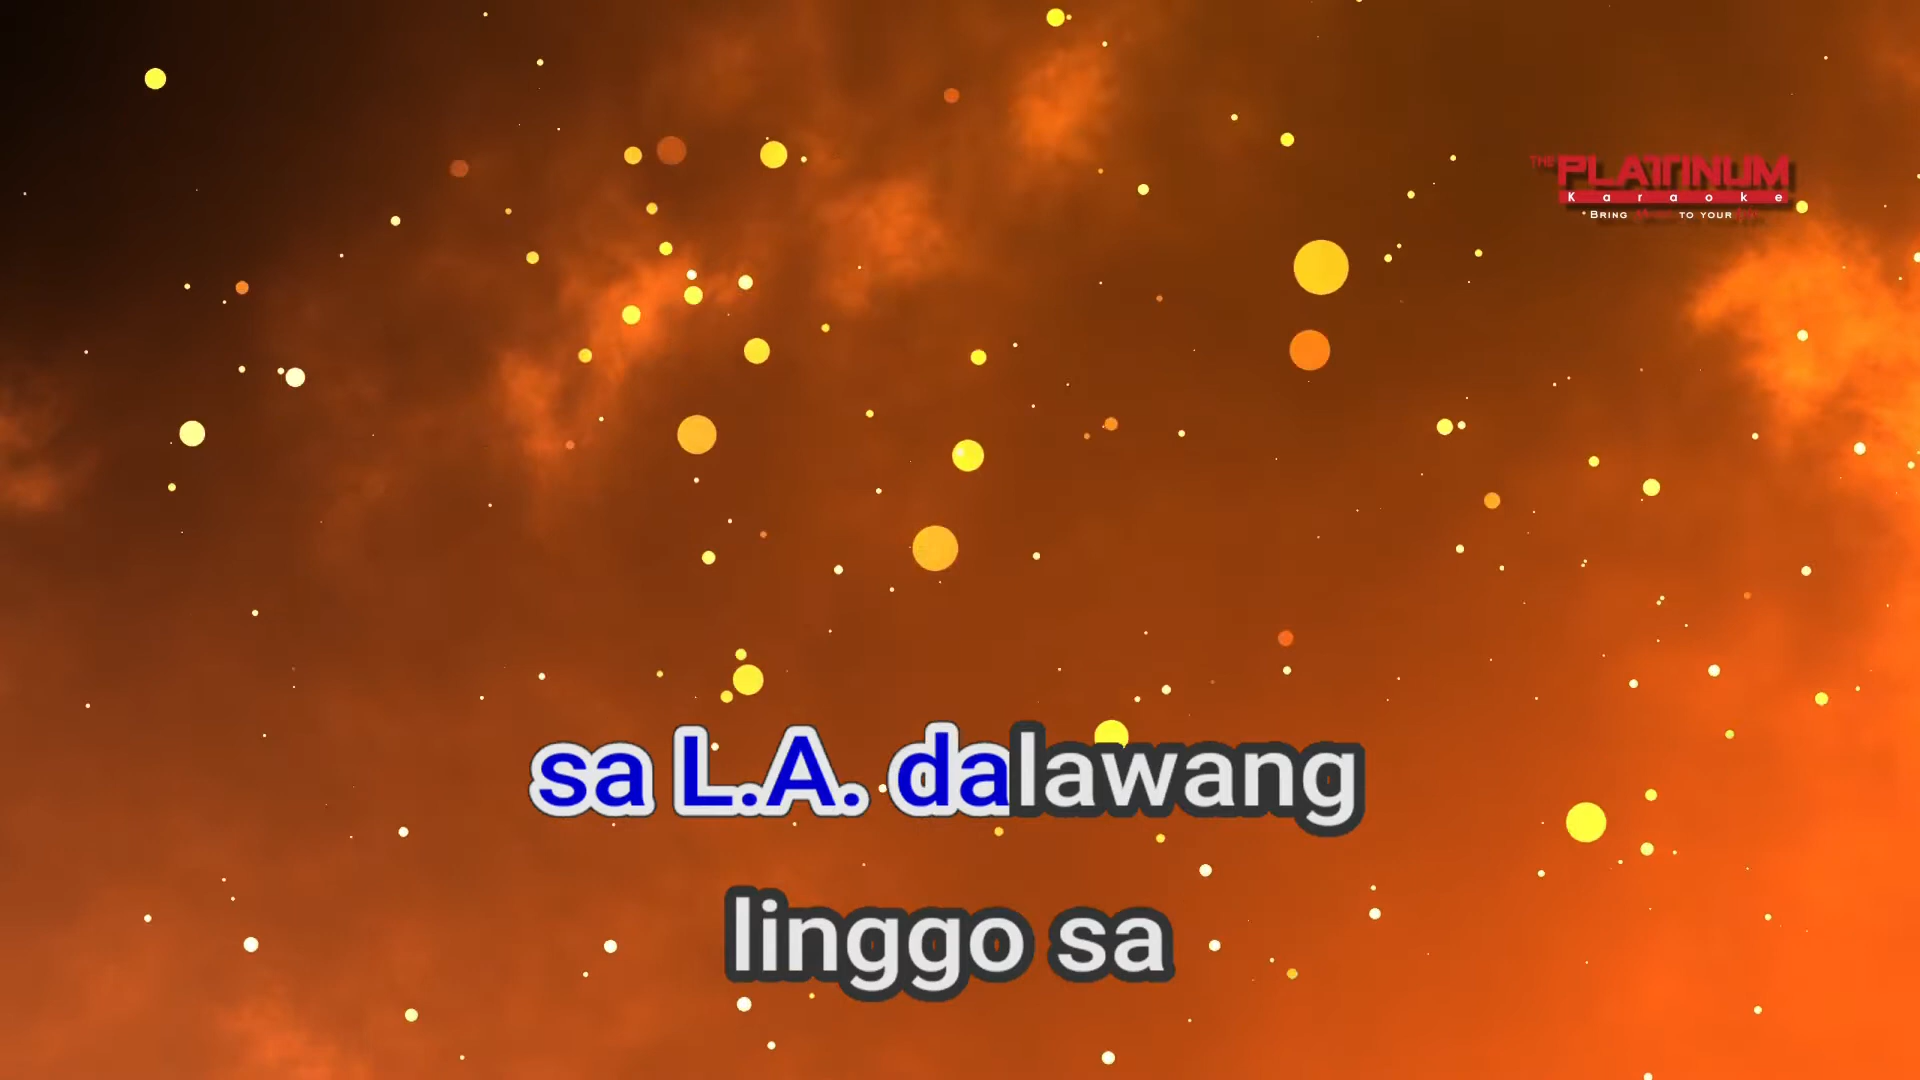 THE PLATINUM
Karaoke
BRING TO YOUR
sa L.A. dalawang
linggo sa